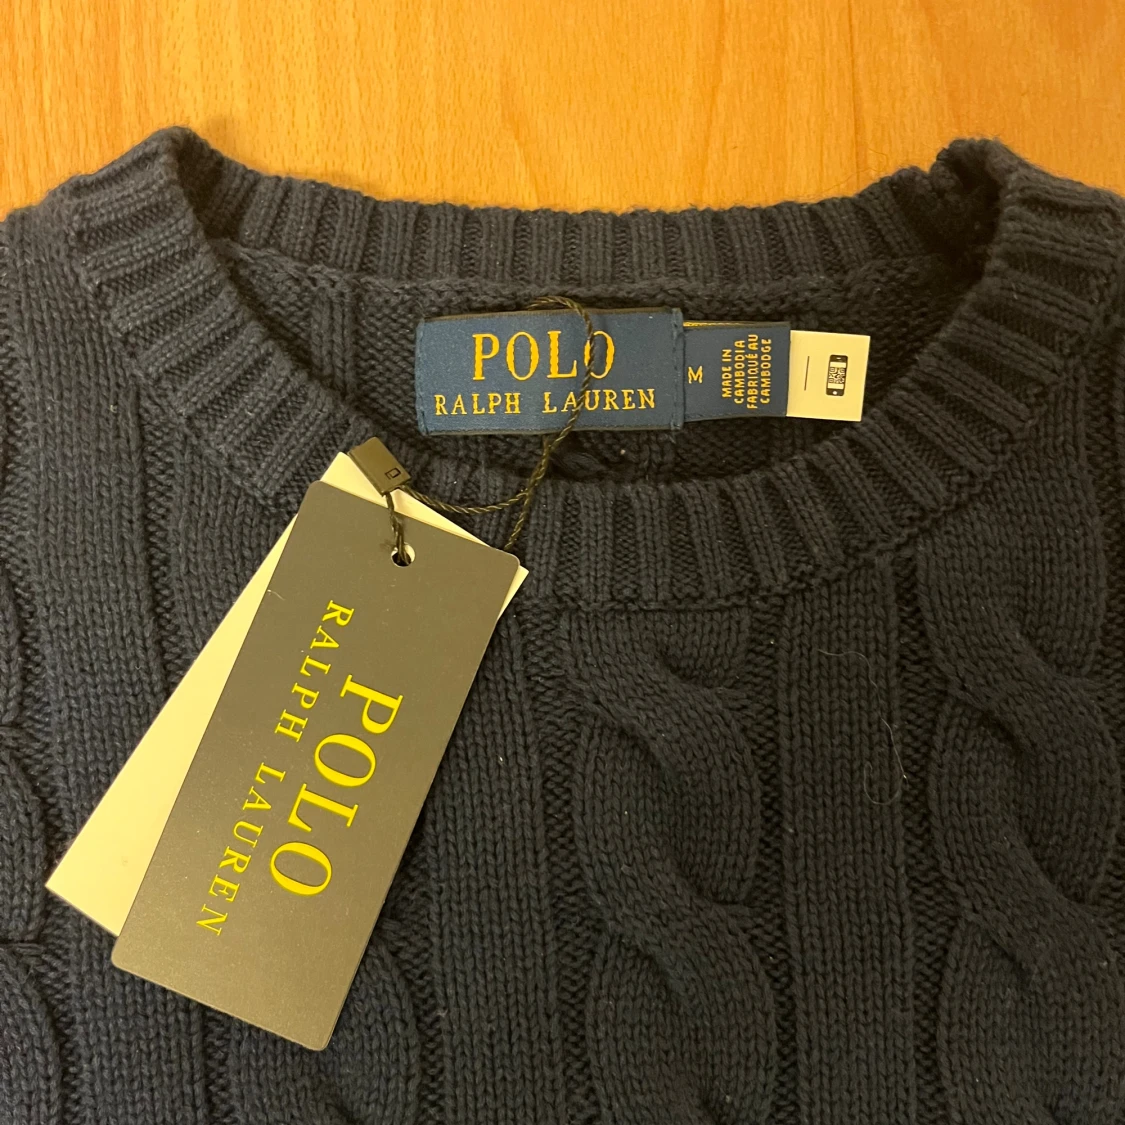 POLO
RALPH LAUREN
M
MADE IN
CAMBODIA
FABRIQUÉ AU
CAMBODGE
POLO
RALPH LAUREN